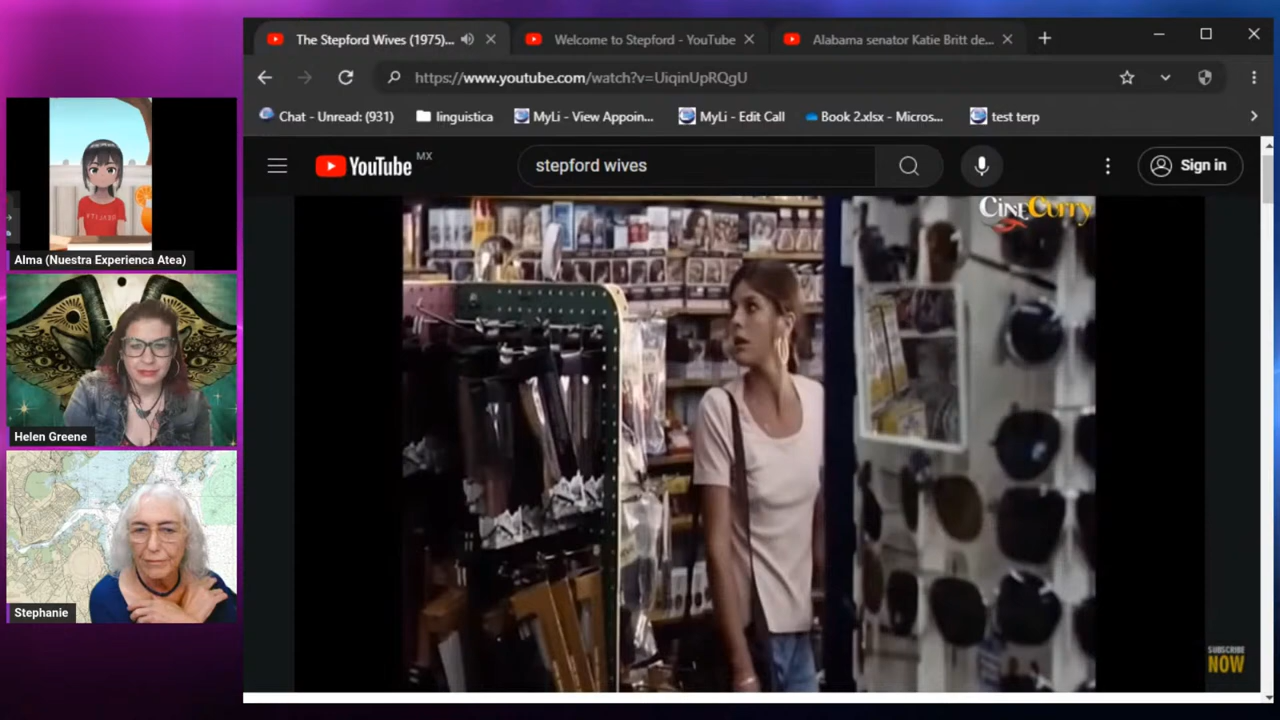 The Stepford Wives (1975)...
Welcome to Stepford - YouTube
Alabama senator Katie Britt de...
https://www.youtube.com/watch?v=UiqinUpRQgU
Chat - Unread: (931)
linguistica
MyLi - View Appoin...
MyLi - Edit Call
Book 2.xlsx - Micros...
test terp
YouTube MX
stepford wives
Sign in
CINECURRY
Alma (Nuestra Experienca Atea)
Helen Greene
Stephanie
SUBSCRIBE
NOW